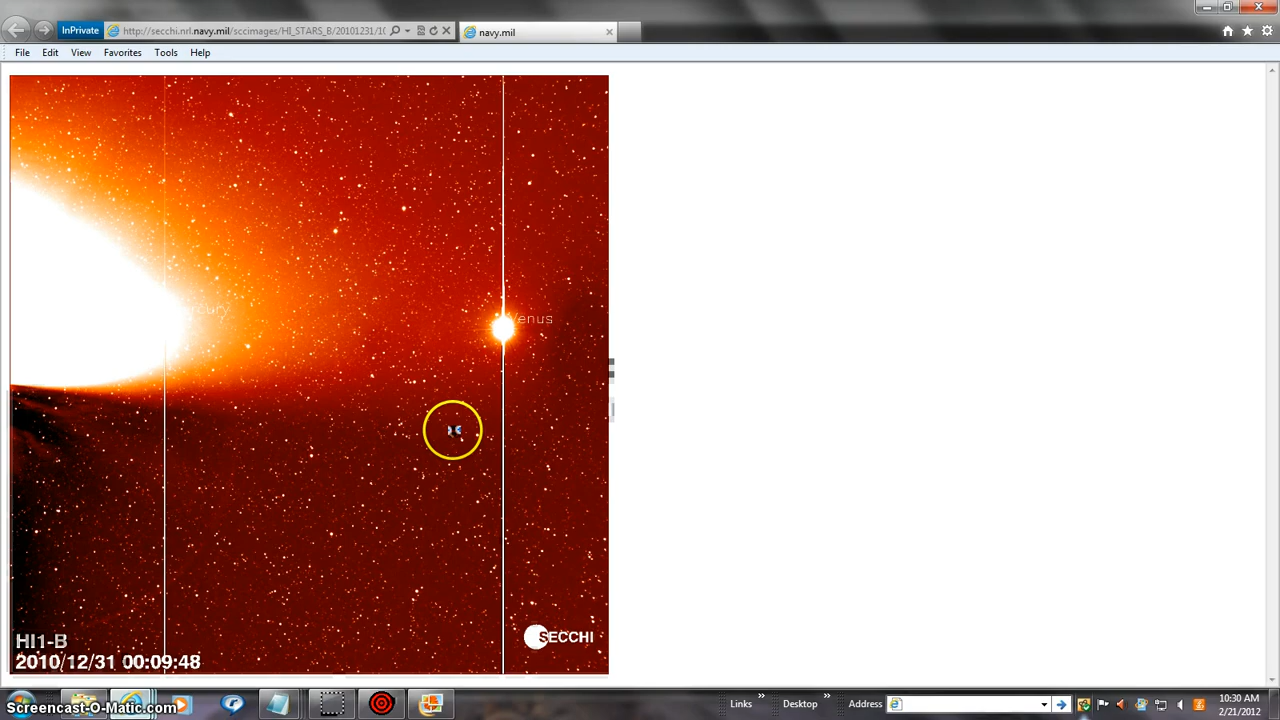 InPrivate
http://secchi.nrl.navy.mil/sccimages/HI_STARS_B/20101231/10
navy.mil
File Edit View Favorites Tools Help
rcury
Venus
HI1-B
SECCHI
2010/12/31 00:09:48
Screencast-O-Matic.com
Links
Desktop
Address
10:30 AM
2/21/2012